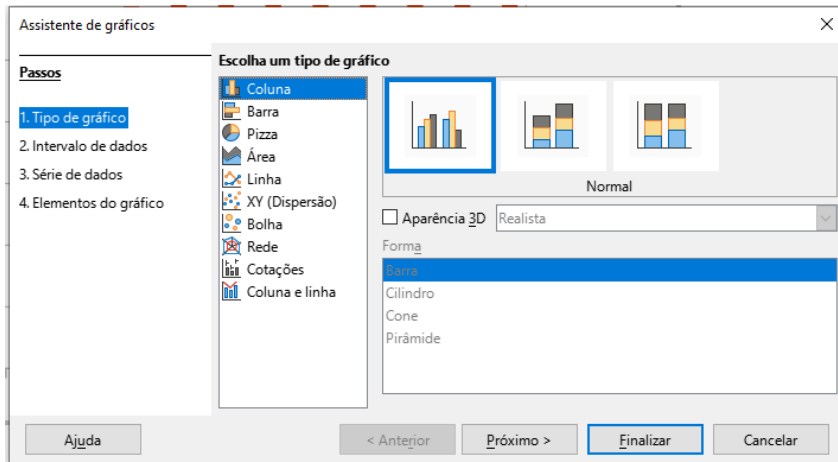 Assistente de gráficos
Passos
1. Tipo de gráfico
2. Intervalo de dados
3. Série de dados
4. Elementos do gráfico
Escolha um tipo de gráfico
Coluna
Barra
Pizza
Área
Linha
XY (Dispersão)
Bolha
Rede
Cotações
Coluna e linha
Normal
Aparência 3D
Realista
Forma
Barra
Cilindro
Cone
Pirâmide
Ajuda
< Anterior
Próximo >
Finalizar
Cancelar